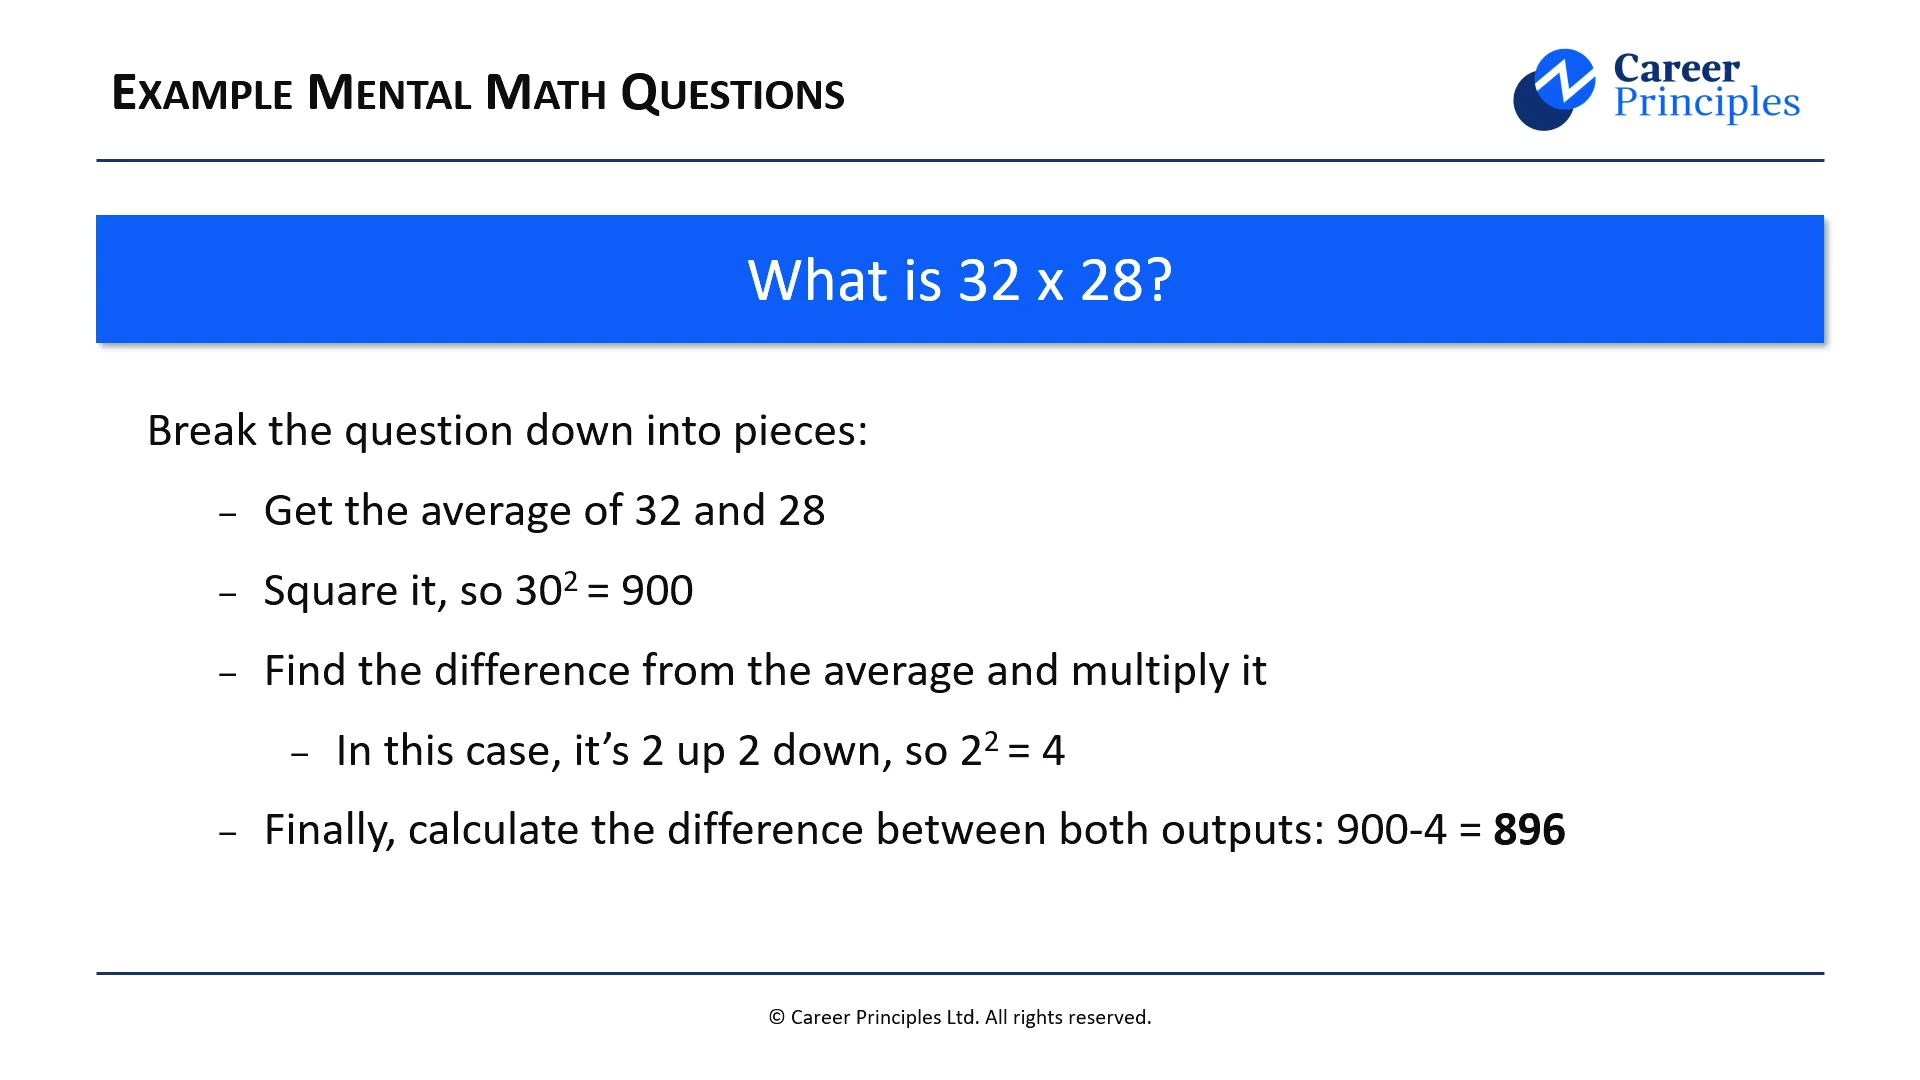 EXAMPLE MENTAL MATH QUESTIONS
Career
Principles
What is 32 x 28?
Break the question down into pieces:
– Get the average of 32 and 28
– Square it, so 30² = 900
– Find the difference from the average and multiply it
– In this case, it’s 2 up 2 down, so 2² = 4
– Finally, calculate the difference between both outputs: 900-4 = 896
© Career Principles Ltd. All rights reserved.